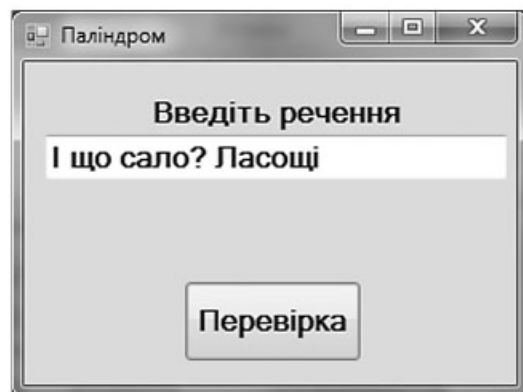 Паліндром
Введіть речення
І що сало? Ласощі
Перевірка